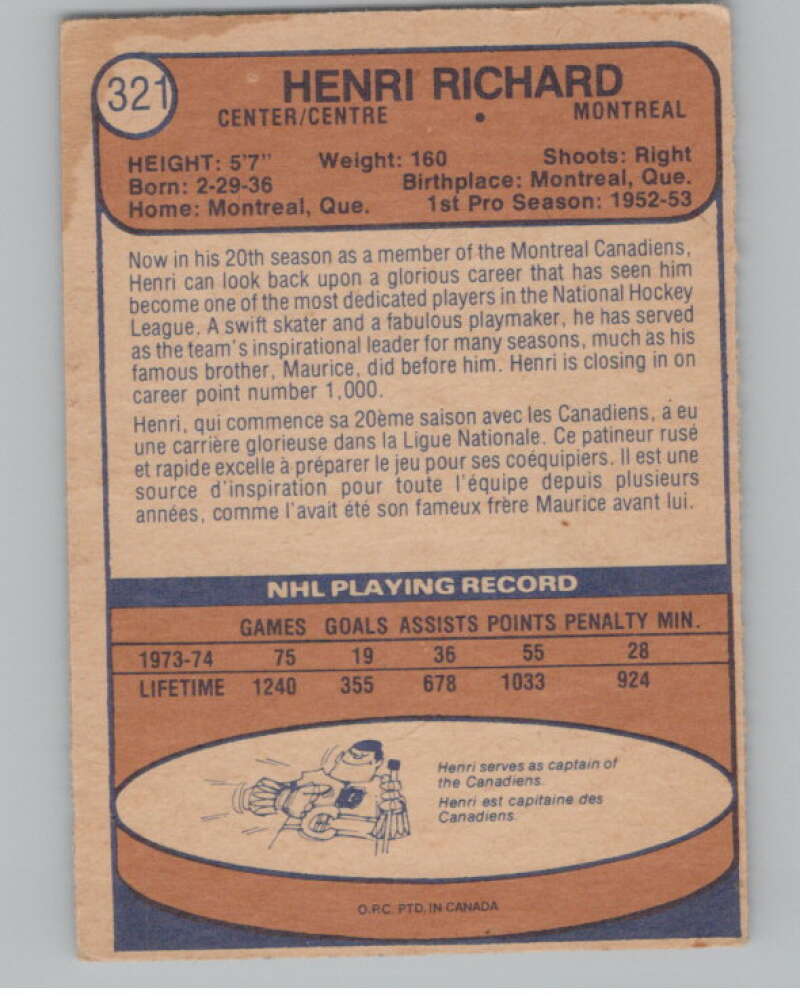 321
HENRI RICHARD
CENTER/CENTRE • MONTREAL
HEIGHT: 5'7" Weight: 160 Shoots: Right
Born: 2-29-36 Birthplace: Montreal, Que.
Home: Montreal, Que. 1st Pro Season: 1952-53
Now in his 20th season as a member of the Montreal Canadiens,
Henri can look back upon a glorious career that has seen him
become one of the most dedicated players in the National Hockey
League. A swift skater and a fabulous playmaker, he has served
as the team's inspirational leader for many seasons, much as his
famous brother, Maurice, did before him. Henri is closing in on
career point number 1,000.
Henri, qui commence sa 20ème saison avec les Canadiens, a eu
une carrière glorieuse dans la Ligue Nationale. Ce patineur rusé
et rapide excelle à préparer le jeu pour ses coéquipiers. Il est une
source d'inspiration pour toute l'équipe depuis plusieurs
années, comme l'avait été son fameux frère Maurice avant lui.
NHL PLAYING RECORD
GAMES GOALS ASSISTS POINTS PENALTY MIN.
1973-74 75 19 36 55 28
LIFETIME 1240 355 678 1033 924
Henri serves as captain of
the Canadiens.
Henri est capitaine des
Canadiens.
O.P.C. PTD. IN CANADA